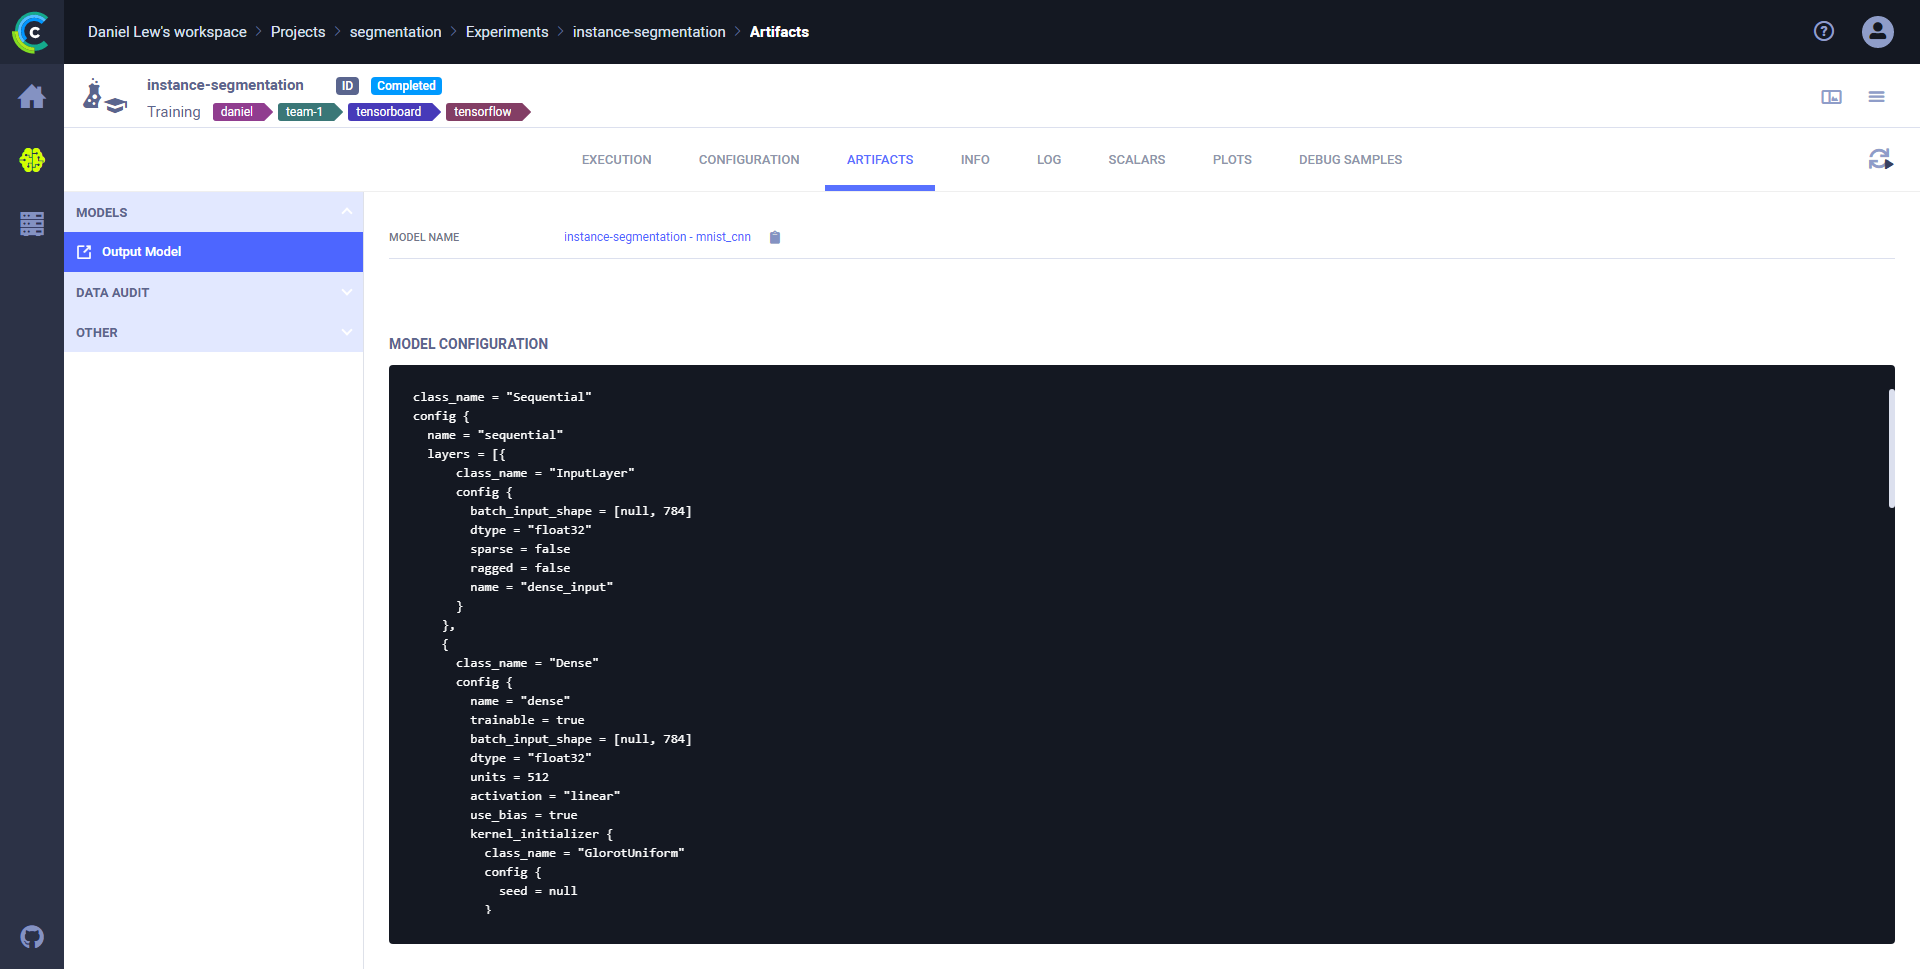 Daniel Lew's workspace > Projects > segmentation > Experiments > instance-segmentation > Artifacts
instance-segmentation ID Completed
Training daniel team-1 tensorboard tensorflow
EXECUTION CONFIGURATION ARTIFACTS INFO LOG SCALARS PLOTS DEBUG SAMPLES
MODELS
Output Model
DATA AUDIT
OTHER
MODEL NAME instance-segmentation - mnist_cnn
MODEL CONFIGURATION
class_name = "Sequential"
config {
  name = "sequential"
  layers = [{
      class_name = "InputLayer"
      config {
        batch_input_shape = [null, 784]
        dtype = "float32"
        sparse = false
        ragged = false
        name = "dense_input"
      }
    },
    {
      class_name = "Dense"
      config {
        name = "dense"
        trainable = true
        batch_input_shape = [null, 784]
        dtype = "float32"
        units = 512
        activation = "linear"
        use_bias = true
        kernel_initializer {
          class_name = "GlorotUniform"
          config {
            seed = null
          }